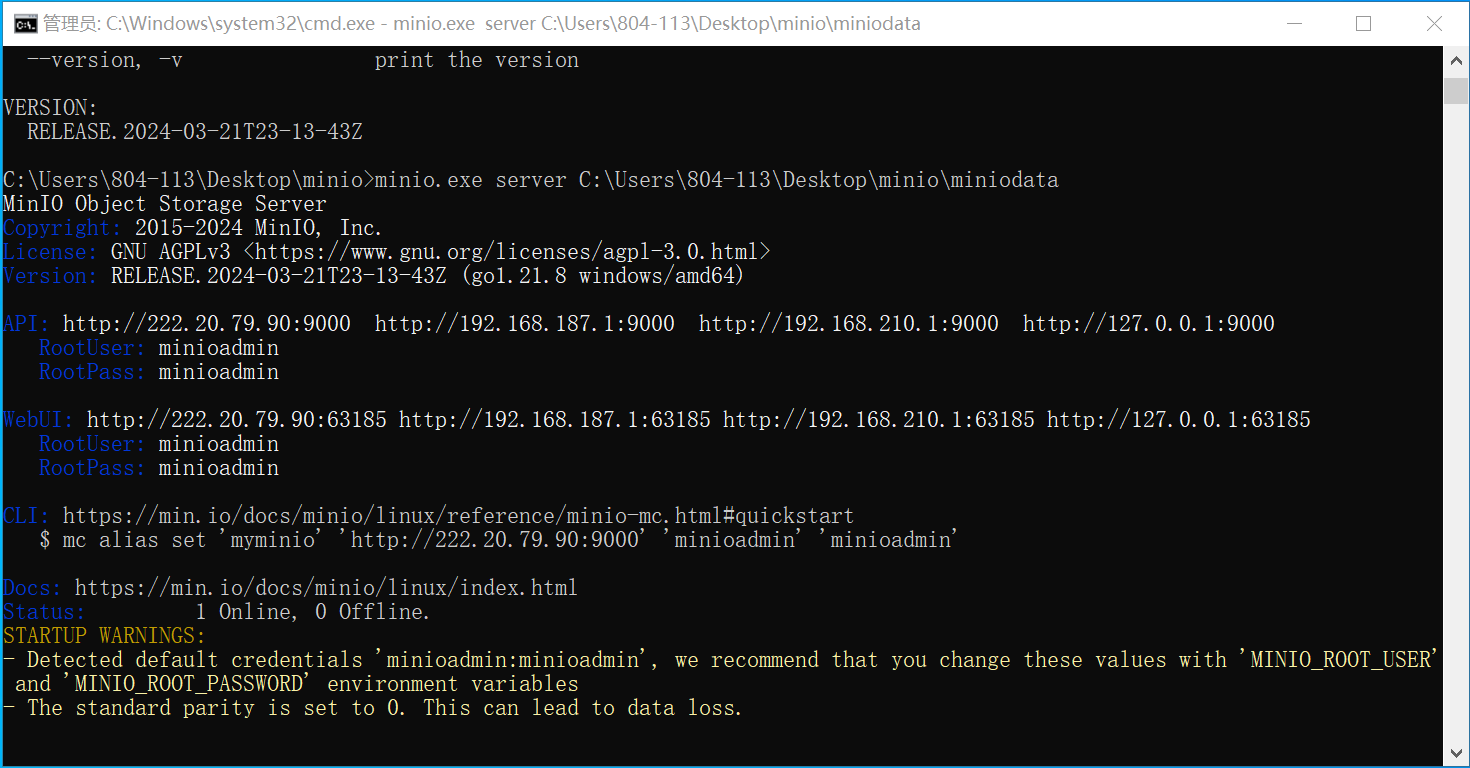 管理员: C:\Windows\system32\cmd.exe - minio.exe  server C:\Users\804-113\Desktop\minio\miniodata
--version, -v                print the version
VERSION:
RELEASE.2024-03-21T23-13-43Z
C:\Users\804-113\Desktop\minio>minio.exe server C:\Users\804-113\Desktop\minio\miniodata
MinIO Object Storage Server
Copyright: 2015-2024 MinIO, Inc.
License: GNU AGPLv3 <https://www.gnu.org/licenses/agpl-3.0.html>
Version: RELEASE.2024-03-21T23-13-43Z (go1.21.8 windows/amd64)
API: http://222.20.79.90:9000  http://192.168.187.1:9000  http://192.168.210.1:9000  http://127.0.0.1:9000
RootUser: minioadmin
RootPass: minioadmin
WebUI: http://222.20.79.90:63185 http://192.168.187.1:63185 http://192.168.210.1:63185 http://127.0.0.1:63185
RootUser: minioadmin
RootPass: minioadmin
CLI: https://min.io/docs/minio/linux/reference/minio-mc.html#quickstart
$ mc alias set 'myminio' 'http://222.20.79.90:9000' 'minioadmin' 'minioadmin'
Docs: https://min.io/docs/minio/linux/index.html
Status:         1 Online, 0 Offline.
STARTUP WARNINGS:
- Detected default credentials 'minioadmin:minioadmin', we recommend that you change these values with 'MINIO_ROOT_USER'
and 'MINIO_ROOT_PASSWORD' environment variables
- The standard parity is set to 0. This can lead to data loss.